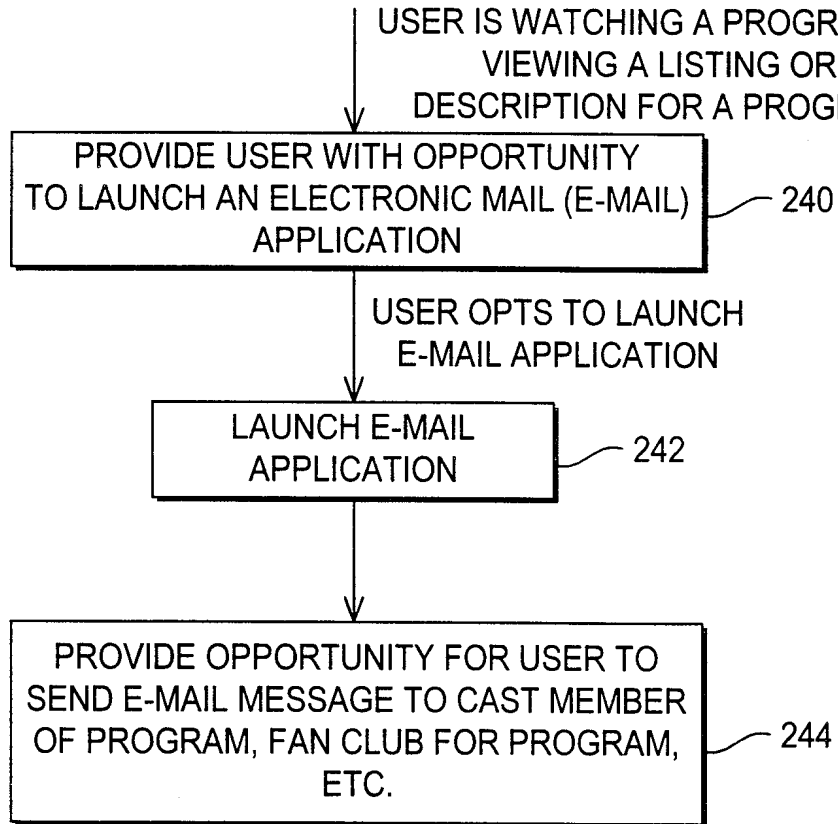 USER IS WATCHING A
VIEWING A LISTING OR
DESCRIPTION FOR A
PROVIDE USER WITH OPPORTUNITY
TO LAUNCH AN ELECTRONIC MAIL (E-MAIL)
APPLICATION
240
USER OPTS TO LAUNCH
E-MAIL APPLICATION
LAUNCH E-MAIL
APPLICATION
242
PROVIDE OPPORTUNITY FOR USER TO
SEND E-MAIL MESSAGE TO CAST MEMBER
OF PROGRAM, FAN CLUB FOR PROGRAM,
ETC.
244